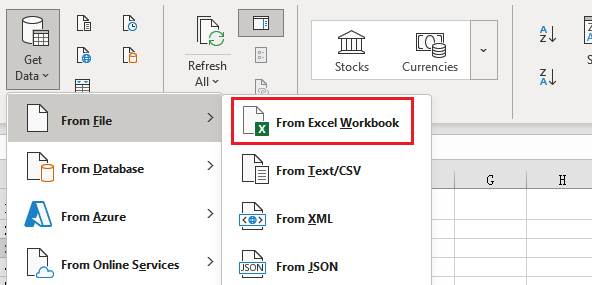 Get
Data
Refresh
All
Stocks
Currencies
A
Z
Z
A
From File
From Excel Workbook
From Database
From Text/CSV
From Azure
From XML
From Online Services
JSON
From JSON
G
H